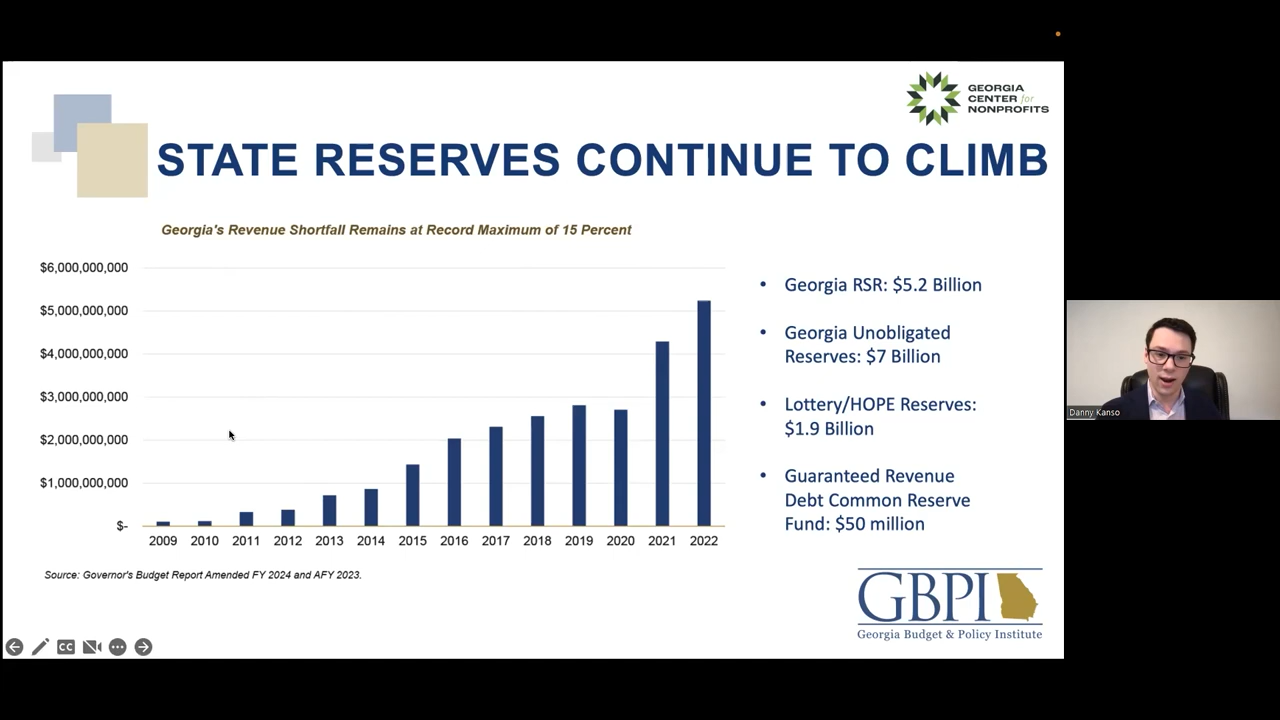 GEORGIA
CENTER for
NONPROFITS
STATE RESERVES CONTINUE TO CLIMB
Georgia's Revenue Shortfall Remains at Record Maximum of 15 Percent
$6,000,000,000
$5,000,000,000
$4,000,000,000
$3,000,000,000
$2,000,000,000
$1,000,000,000
$-
2009 2010 2011 2012 2013 2014 2015 2016 2017 2018 2019 2020 2021 2022
Source: Governor's Budget Report Amended FY 2024 and AFY 2023.
• Georgia RSR: $5.2 Billion
• Georgia Unobligated
Reserves: $7 Billion
• Lottery/HOPE Reserves:
$1.9 Billion
• Guaranteed Revenue
Debt Common Reserve
Fund: $50 million
GBPI
Georgia Budget & Policy Institute
CC
Danny Kanso